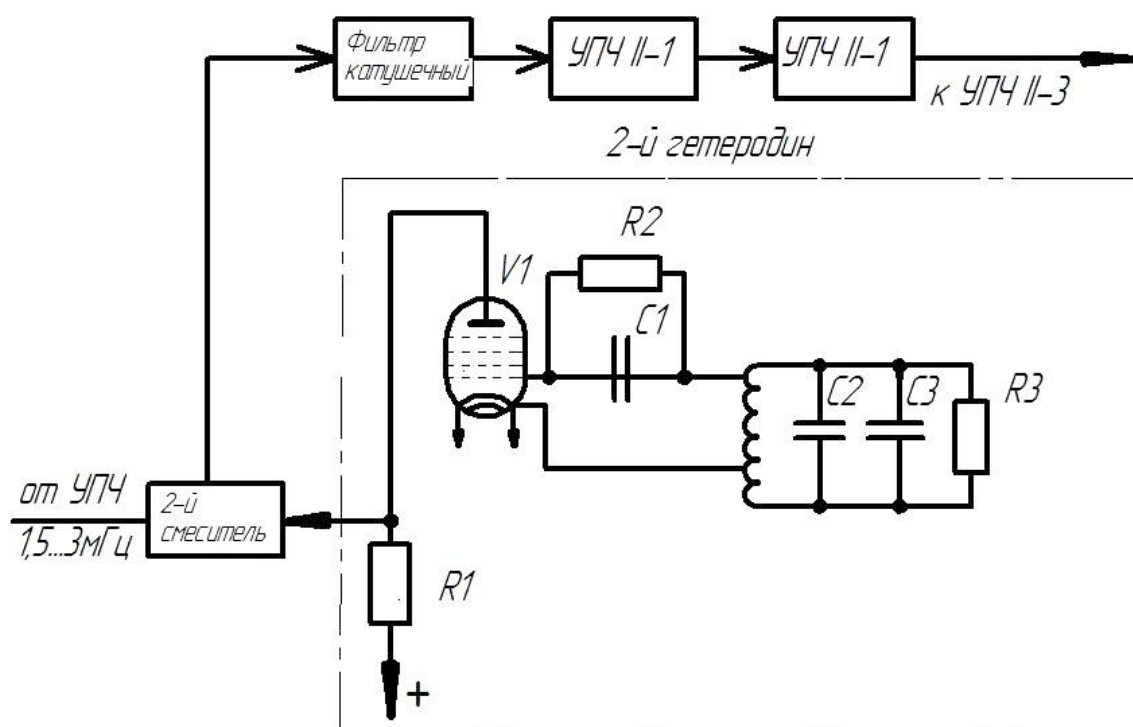 Фильтр
катушечный
УПЧ II-1
УПЧ II-1
к УПЧ II-3
2-й гетеродин
R2
V1
C1
C2
C3
R3
от УПЧ
1,5...3мГц
2-й
смеситель
R1
+